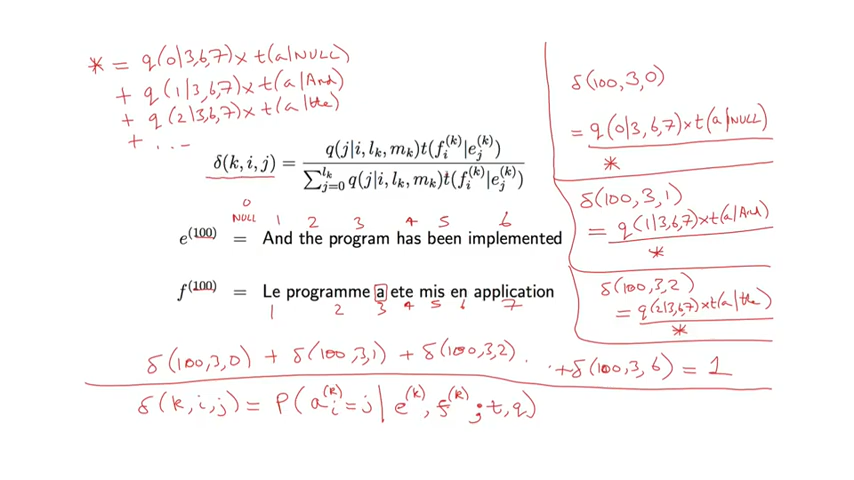 * = q(0|3,6,7)×t(a|NULL)
+ q(1|3,6,7)×t(a|And)
+ q(2|3,6,7)×t(a|the)
+ ...
δ(k, i, j) = q(j|i, l_k, m_k)t(f_i^(k)|e_j^(k)) / ∑_{j=0}^{l_k} q(j|i, l_k, m_k)t(f_i^(k)|e_j^(k))
0
NULL 1 2 3 4 5 6
e^(100) = And the program has been implemented
f^(100) = Le programme a ete mis en application
1 2 3 4 5 6 7
δ(100,3,0)
= q(0|3,6,7)×t(a|NULL)
*
δ(100,3,1)
= q(1|3,6,7)×t(a|And)
*
δ(100,3,2)
= q(2|3,6,7)×t(a|the)
*
δ(100,3,0) + δ(100,3,1) + δ(100,3,2) ... +δ(100,3,6) = 1
δ(k,i,j) = P(a_i^(k)=j | e^(k), f^(k) ; t,q)